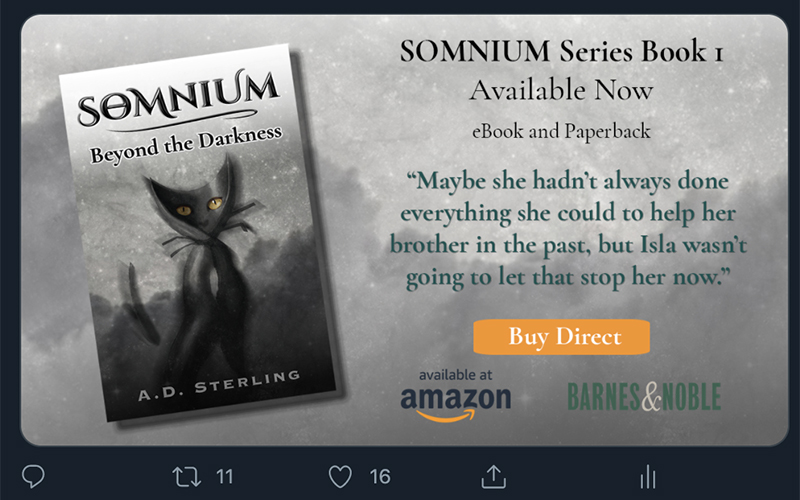 SOMNIUM
Beyond the Darkness
A.D. STERLING
SOMNIUM Series Book 1
Available Now
eBook and Paperback
“Maybe she hadn’t always done
everything she could to help her
brother in the past, but Isla wasn’t
going to let that stop her now.”
Buy Direct
available at
amazon
BARNES&NOBLE
11
16